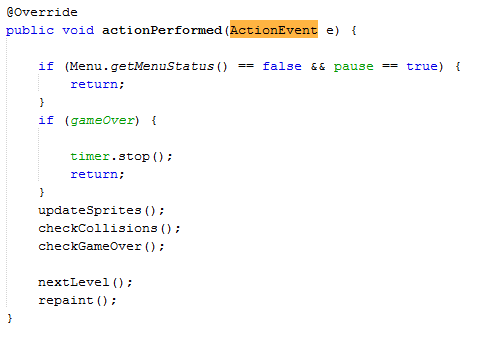 @Override
public void actionPerformed(ActionEvent e) {
if (Menu.getMenuStatus() == false && pause == true) {
return;
}
if (gameOver) {
timer.stop();
return;
}
updateSprites();
checkCollisions();
checkGameOver();
nextLevel();
repaint();
}